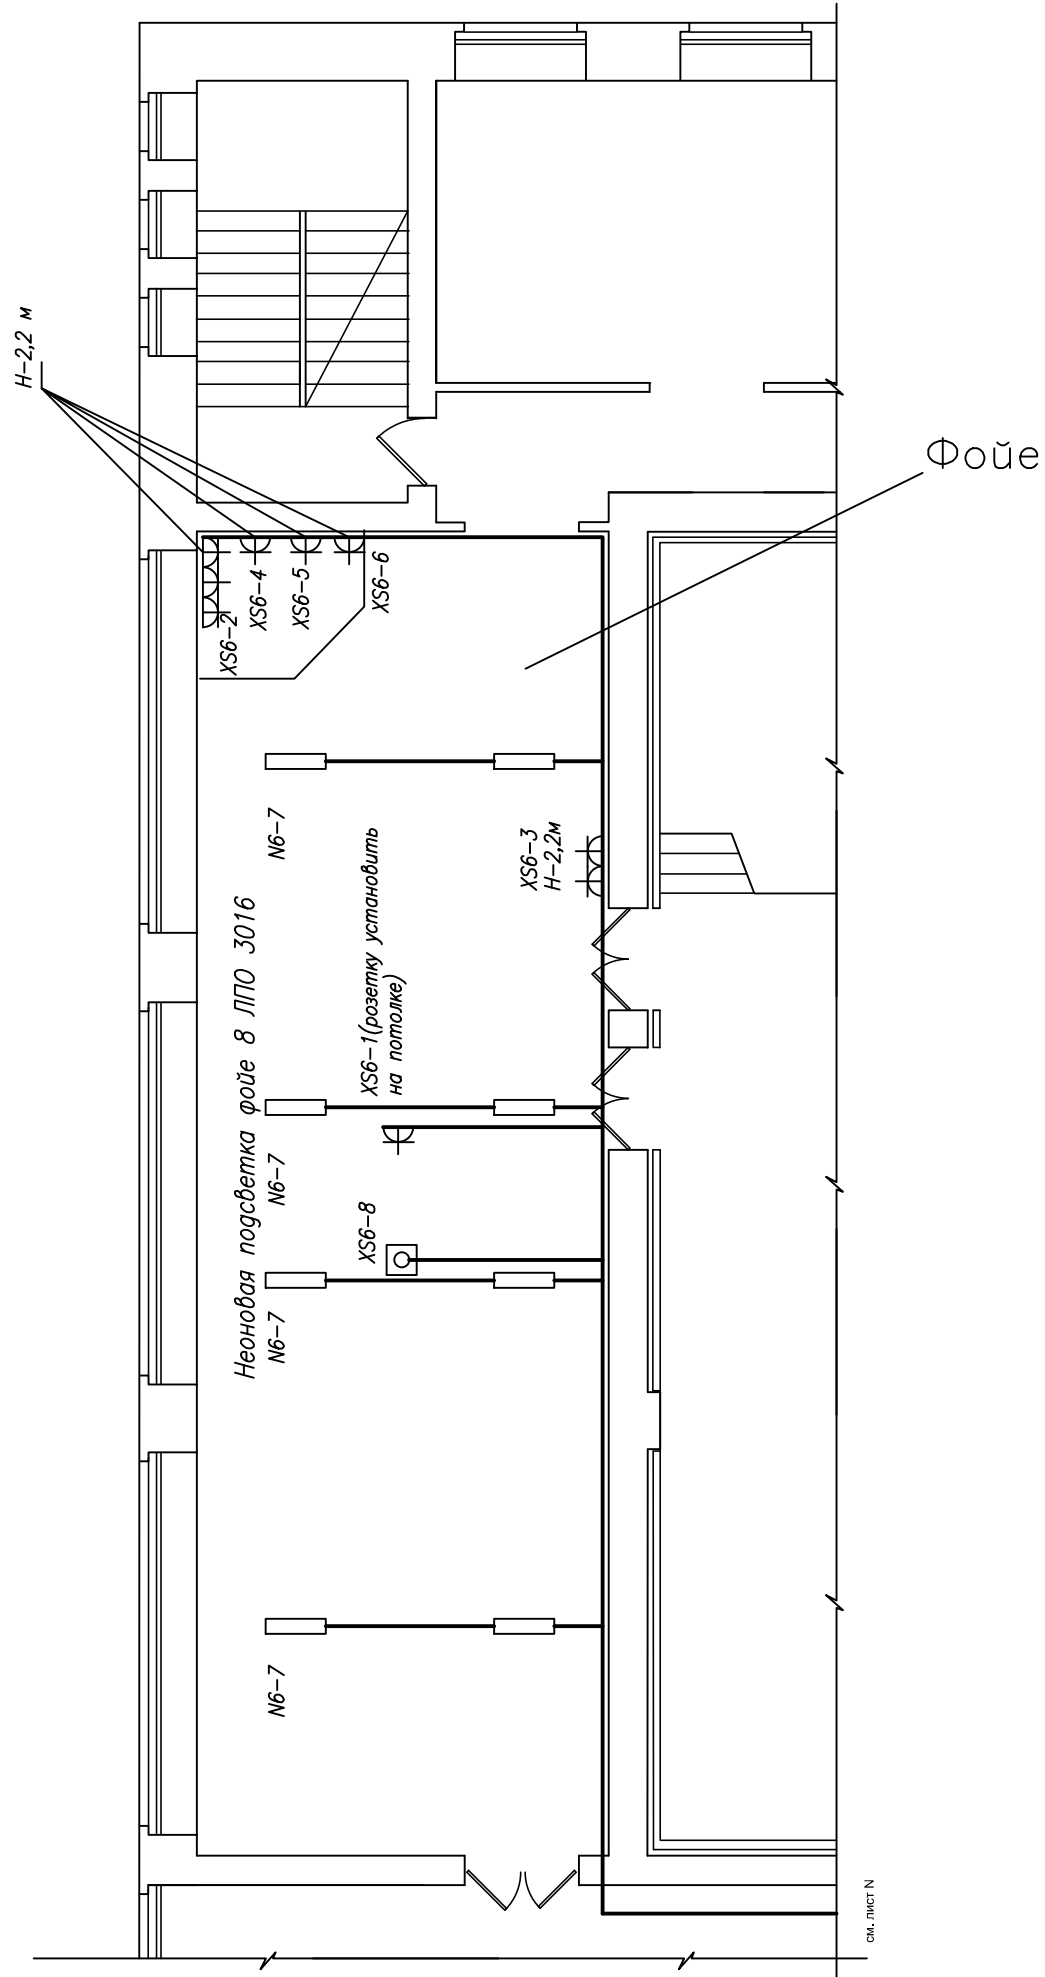 H-2,2 м
Фойе
XS6-2
XS6-4
XS6-5
XS6-6
N6-7
XS6-3
H-2,2м
Неоновая подсветка фойе 8 ЛПО 3016
XS6-1(розетку установить
на потолке)
N6-7
XS6-8
N6-7
N6-7
см. лист N